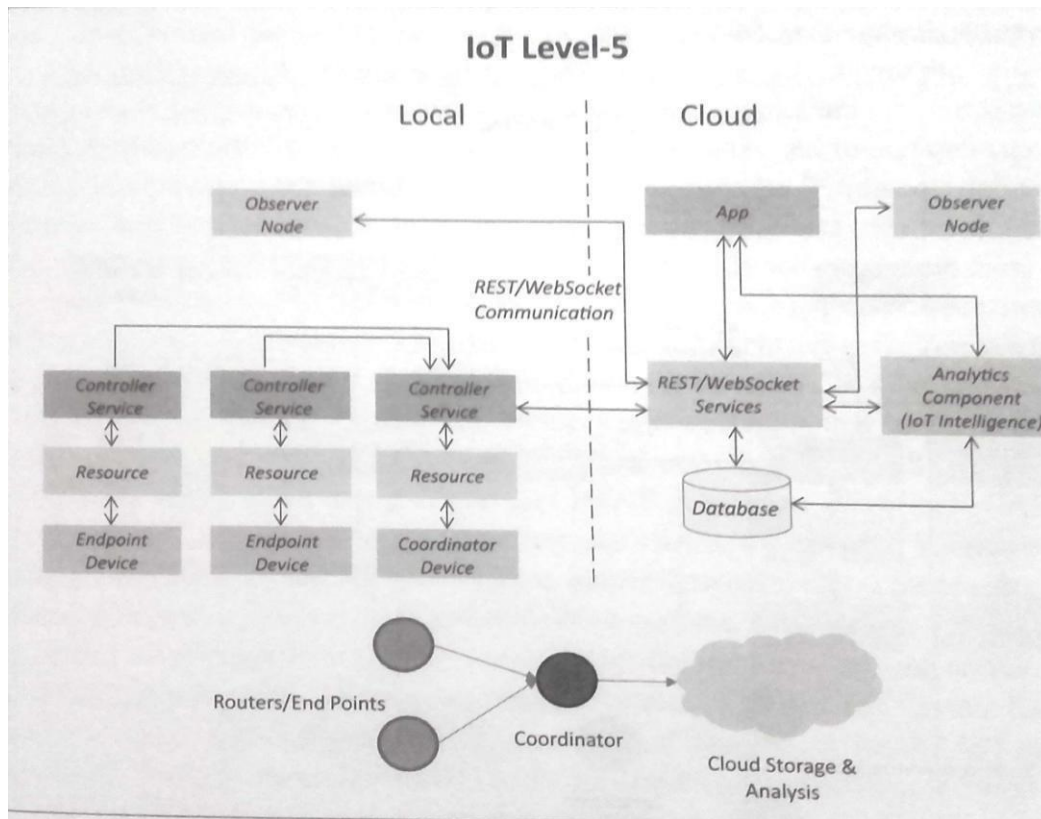 IoT Level-5
Local
Cloud
Observer
Node
App
Observer
Node
REST/WebSocket
Communication
Controller
Service
Controller
Service
Controller
Service
REST/WebSocket
Services
Analytics
Component
(IoT Intelligence)
Resource
Resource
Resource
Database
Endpoint
Device
Endpoint
Device
Coordinator
Device
Routers/End Points
Coordinator
Cloud Storage &
Analysis